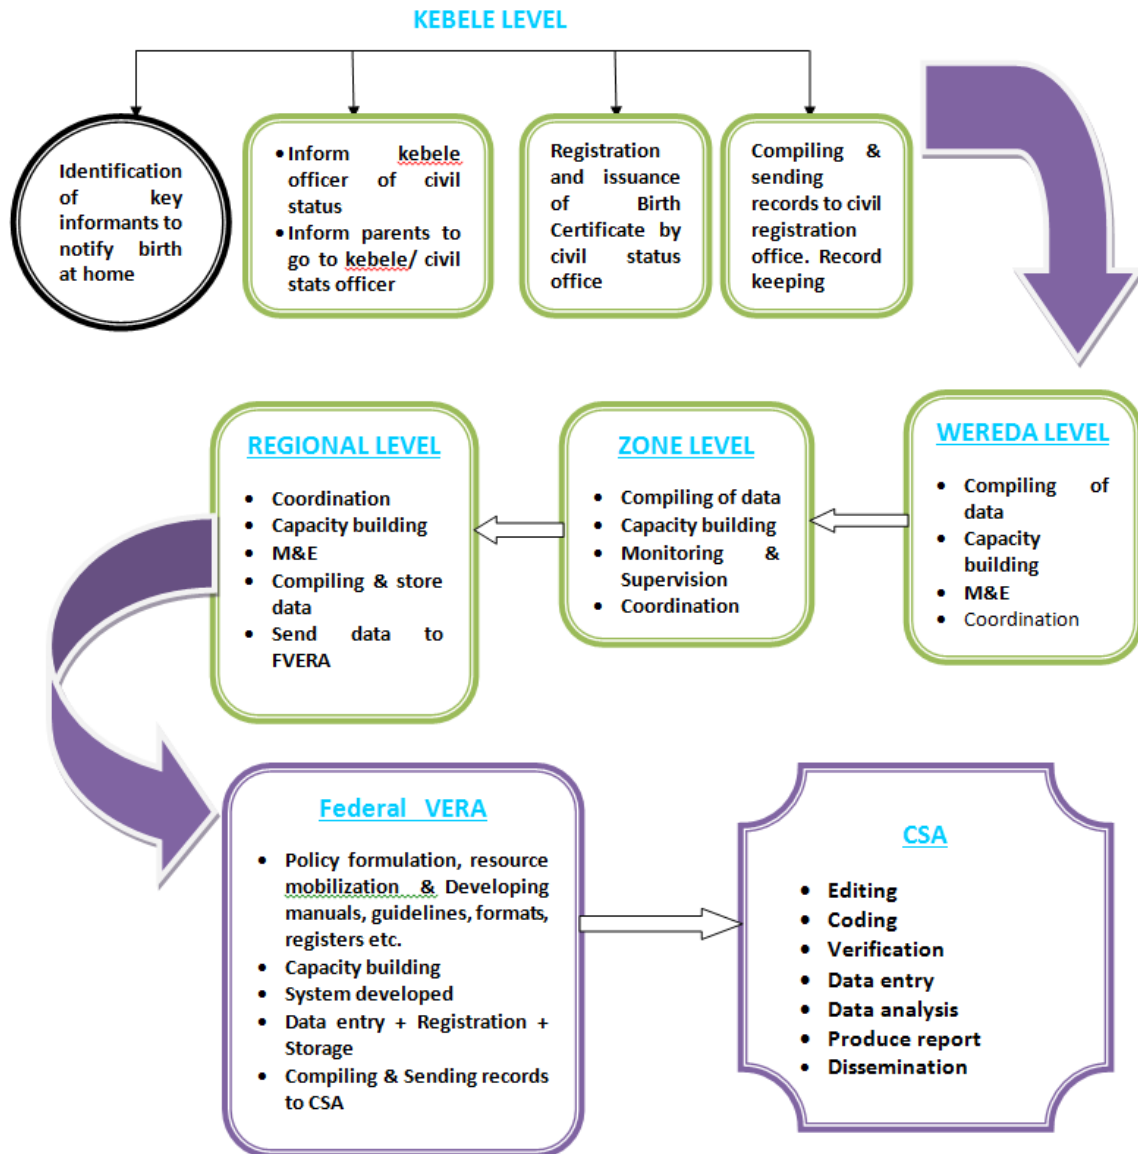 KEBELE LEVEL
Identification
of key
informants to
notify birth
at home
• Inform kebele
officer of civil
status
• Inform parents to
go to kebele/ civil
stats officer
Registration
and issuance
of Birth
Certificate by
civil status
office
Compiling &
sending
records to civil
registration
office. Record
keeping
WEREDA LEVEL
• Compiling of
data
• Capacity
building
• M&E
• Coordination
ZONE LEVEL
• Compiling of data
• Capacity building
• Monitoring &
Supervision
• Coordination
REGIONAL LEVEL
• Coordination
• Capacity building
• M&E
• Compiling & store
data
• Send data to
FVERA
Federal VERA
• Policy formulation, resource
mobilization & Developing
manuals, guidelines, formats,
registers etc.
• Capacity building
• System developed
• Data entry + Registration +
Storage
• Compiling & Sending records
to CSA
CSA
• Editing
• Coding
• Verification
• Data entry
• Data analysis
• Produce report
• Dissemination